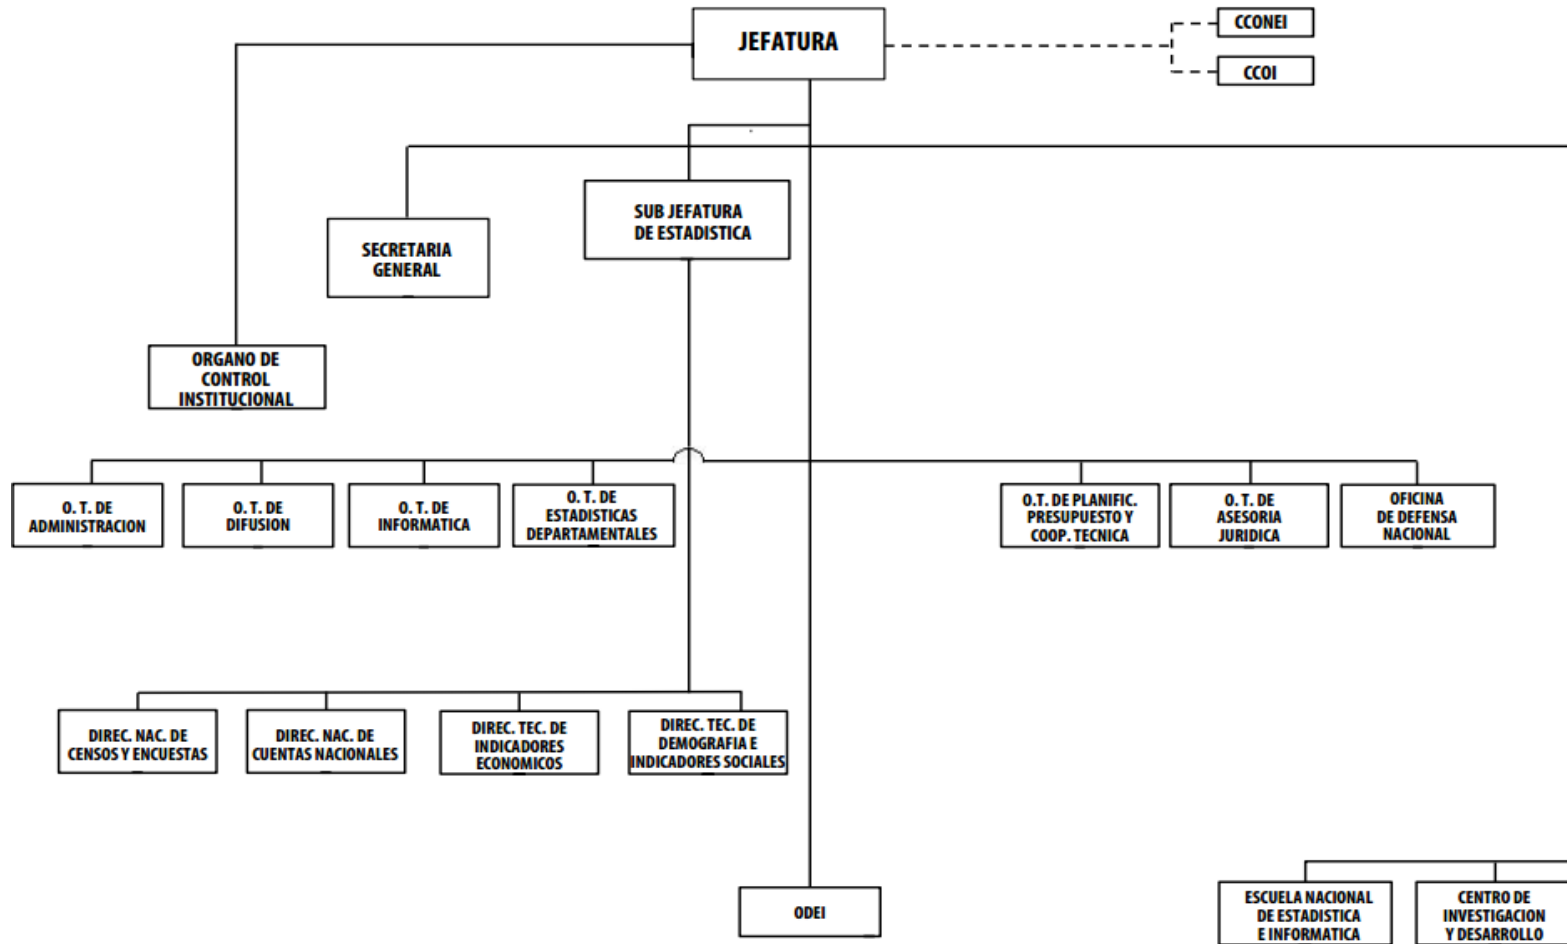 JEFATURA
CCONEI
CCOI
SUB JEFATURA
DE ESTADISTICA
SECRETARIA
GENERAL
ORGANO DE
CONTROL
INSTITUCIONAL
O. T. DE
ADMINISTRACION
O. T. DE
DIFUSION
O. T. DE
INFORMATICA
O. T. DE
ESTADISTICAS
DEPARTAMENTALES
O.T. DE PLANIFIC.
PRESUPUESTO Y
COOP. TECNICA
O. T. DE
ASESORIA
JURIDICA
OFICINA
DE DEFENSA
NACIONAL
DIREC. NAC. DE
CENSOS Y ENCUESTAS
DIREC. NAC. DE
CUENTAS NACIONALES
DIREC. TEC. DE
INDICADORES
ECONOMICOS
DIREC. TEC. DE
DEMOGRAFIA E
INDICADORES SOCIALES
ODEI
ESCUELA NACIONAL
DE ESTADISTICA
E INFORMATICA
CENTRO DE
INVESTIGACION
Y DESARROLLO